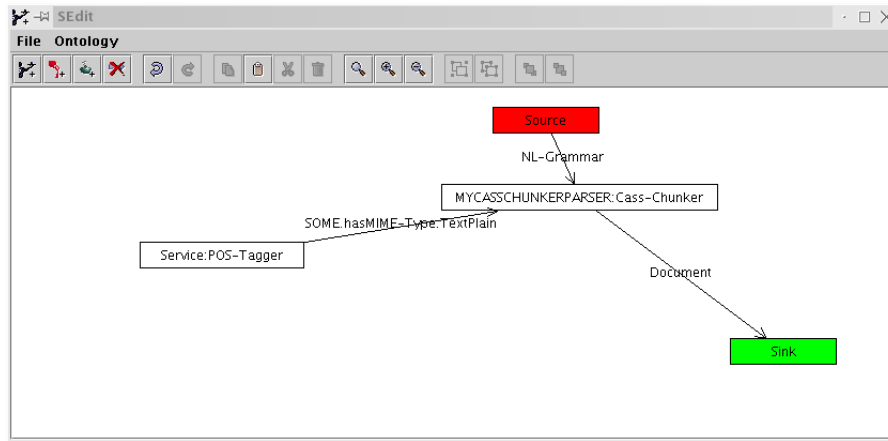 SEdit
File Ontology
Source
NL-Grammar
MYCASSCHUNKERPARSER:Cass-Chunker
SOME.hasMIME-Type:TextPlain
Service:POS-Tagger
Document
Sink